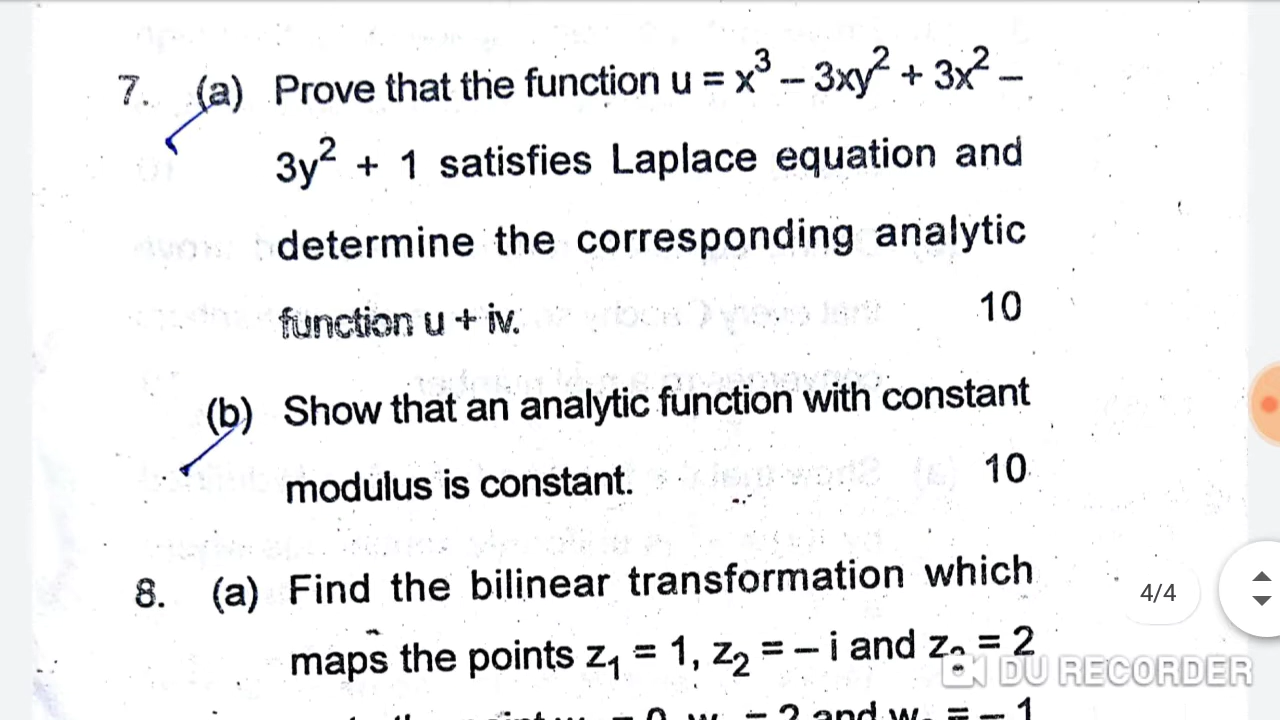 7. (a) Prove that the function u = x³ – 3xy² + 3x² –
3y² + 1 satisfies Laplace equation and
determine the corresponding analytic
function u + iv. 10
(b) Show that an analytic function with constant
modulus is constant. 10
8. (a) Find the bilinear transformation which
maps the points z₁ = 1, z₂ = – i and z = 2
4/4
DU RECORDER
and w = – 1